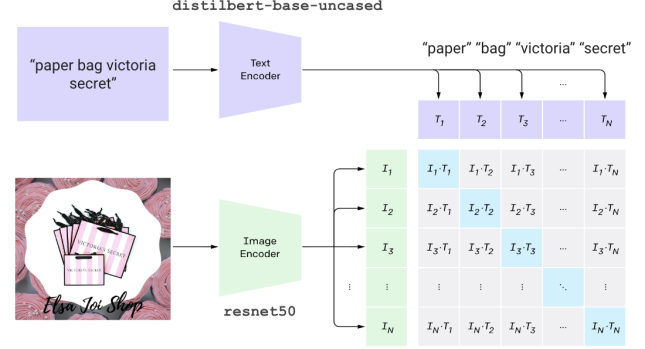 distilbert-base-uncased
“paper bag victoria
secret”
Text
Encoder
“paper” “bag” “victoria” “secret”
...
T1 T2 T3 ... TN
I1 I1·T1 I1·T2 I1·T3 ... I1·TN
I2 I2·T1 I2·T2 I2·T3 ... I2·TN
I3 I3·T1 I3·T2 I3·T3 ... I3·TN
⋮ ⋮ ⋮ ⋮ ⋱ ⋮
IN IN·T1 IN·T2 IN·T3 ... IN·TN
Image
Encoder
resnet50
VICTORIA'S SECRET
VICTORIA'S SECRET
Elsa Joi Shop